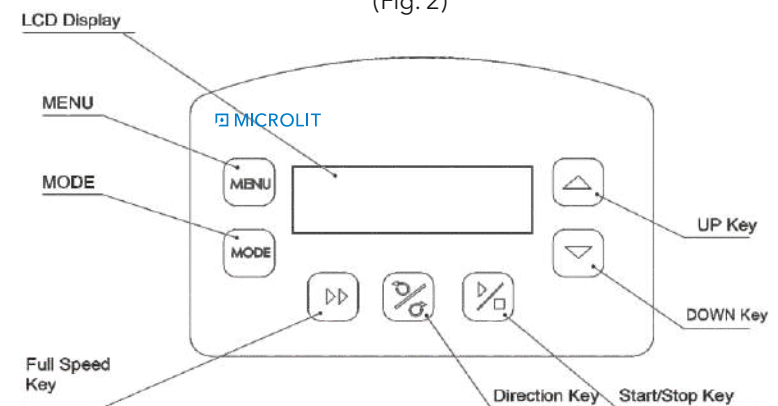 (Fig. 2)
LCD Display
MENU
MICROLIT
MODE
MENU
MODE
UP Key
DOWN Key
Full Speed
Key
Direction Key
Start/Stop Key